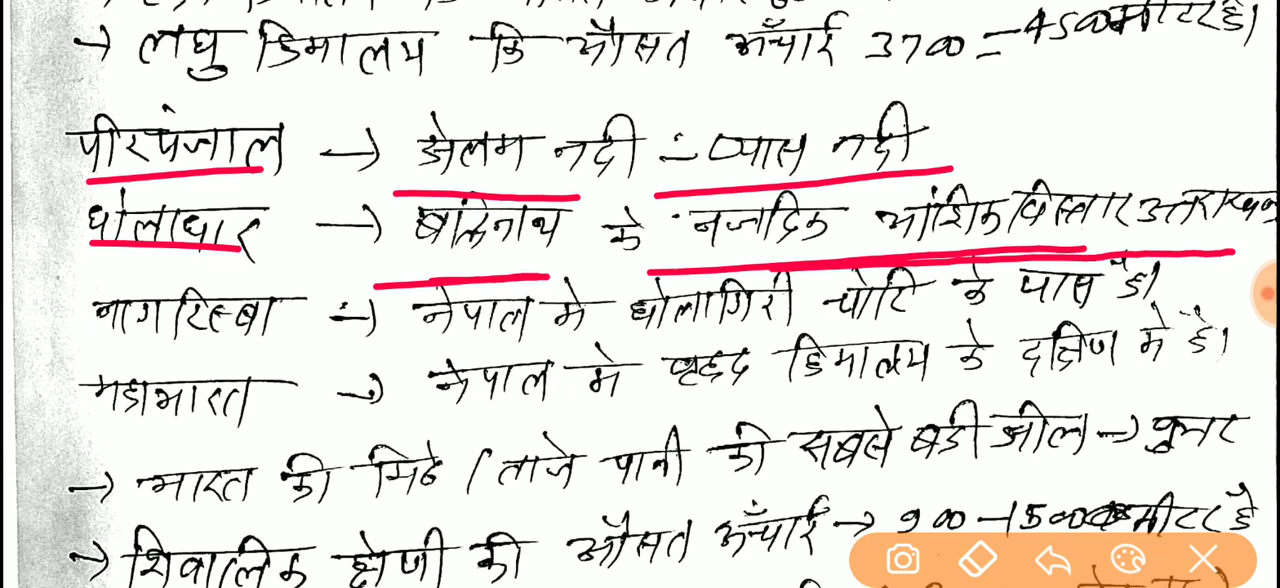 → लघु हिमालय कि औसत ऊँचाई 3700 - 4500 मीटर है।
पीरपंजाल → झेलम नदी - व्यास नदी
धोलाधार → के नजदिक आंशिक विस्तार
नागटिब्बा → नेपाल मे धोलागिरी चोटि के पास है।
महाभारत → नेपाल मे वृहद हिमालय के दक्षिण मे है।
→ भारत की मिठे / ताजे पानी की सबसे बडी झील → वुलर
→ शिवालिक श्रेणी की औसत ऊँचाई → 900 - 1500 मीटर है